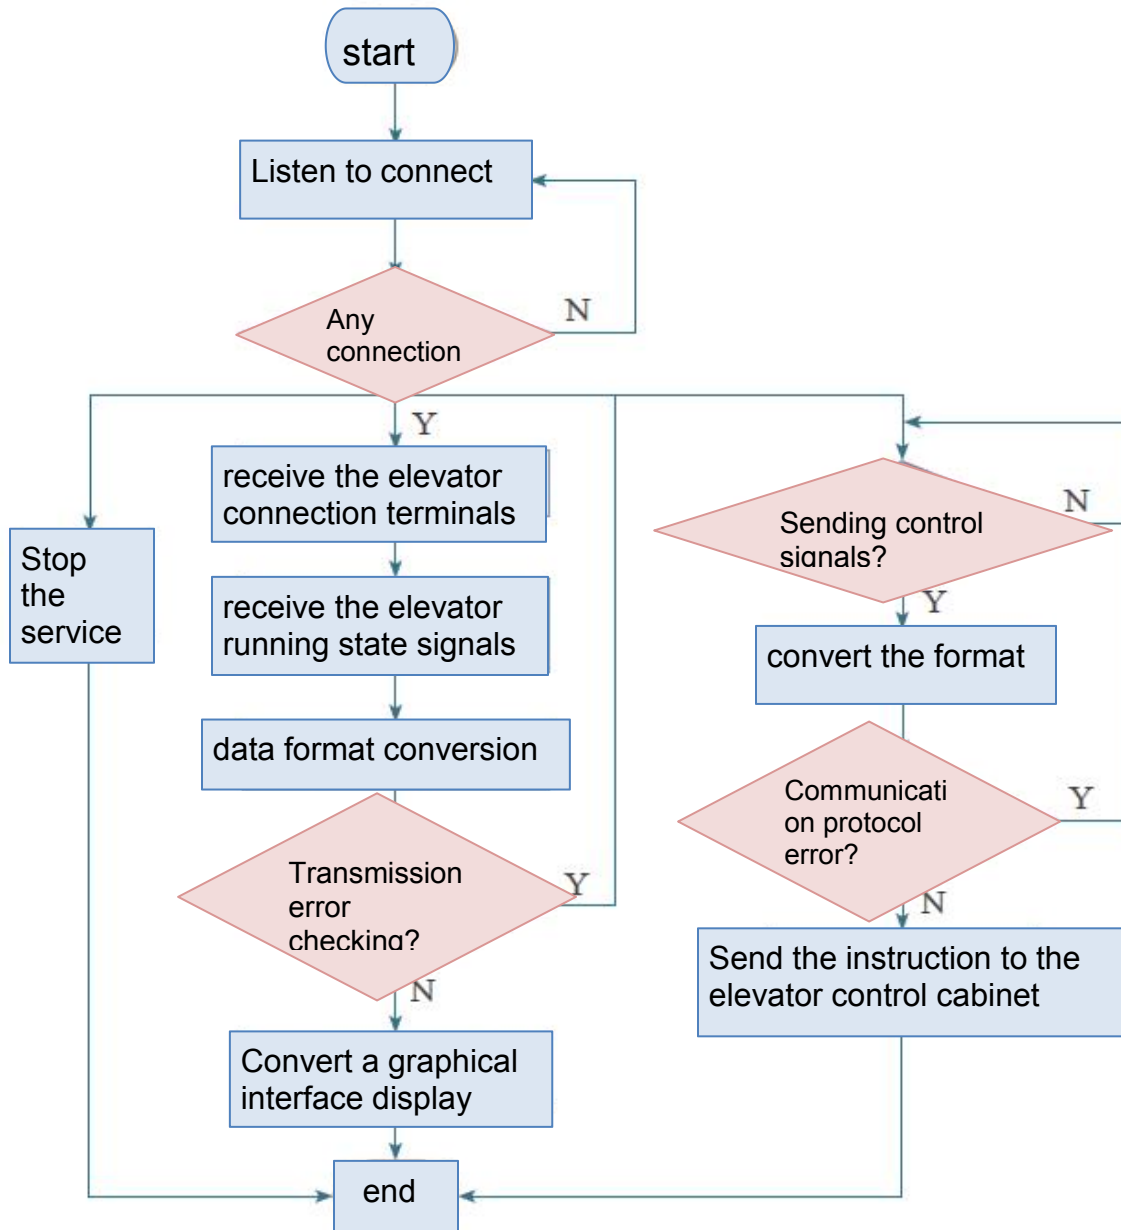 start
Listen to connect
Any
connection
N
Y
receive the elevator
connection terminals
receive the elevator
running state signals
data format conversion
Transmission
error
checking?
Y
N
Convert a graphical
interface display
end
Stop
the
service
Sending control
signals?
N
Y
convert the format
Communicati
on protocol
error?
Y
N
Send the instruction to the
elevator control cabinet